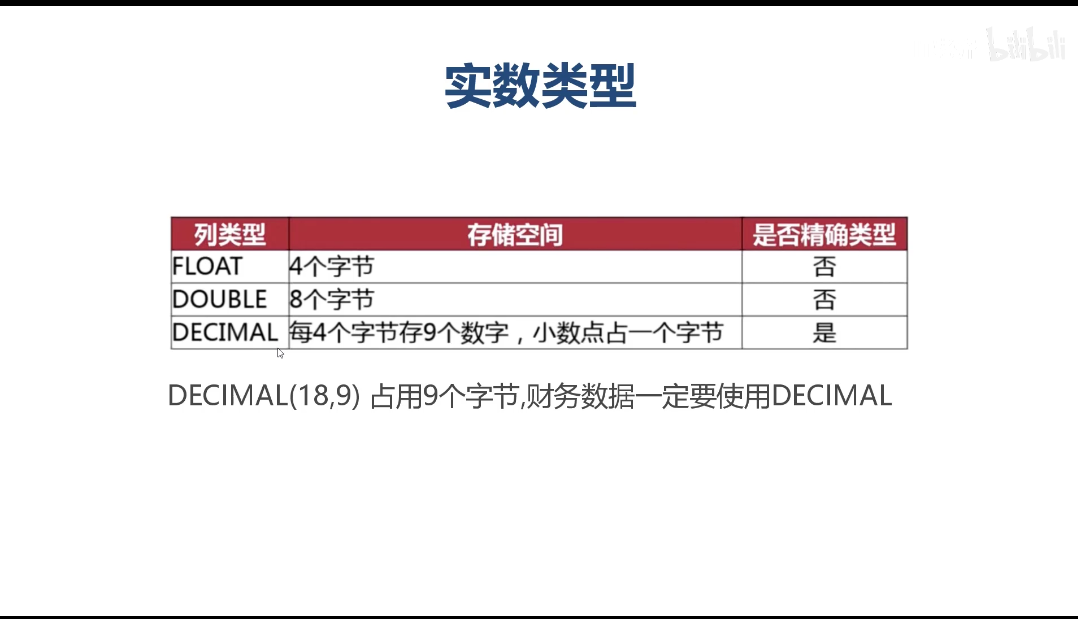 bilibili
实数类型
列类型 存储空间 是否精确类型
FLOAT 4个字节 否
DOUBLE 8个字节 否
DECIMAL 每4个字节存9个数字，小数点占一个字节 是
DECIMAL(18,9) 占用9个字节,财务数据一定要使用DECIMAL